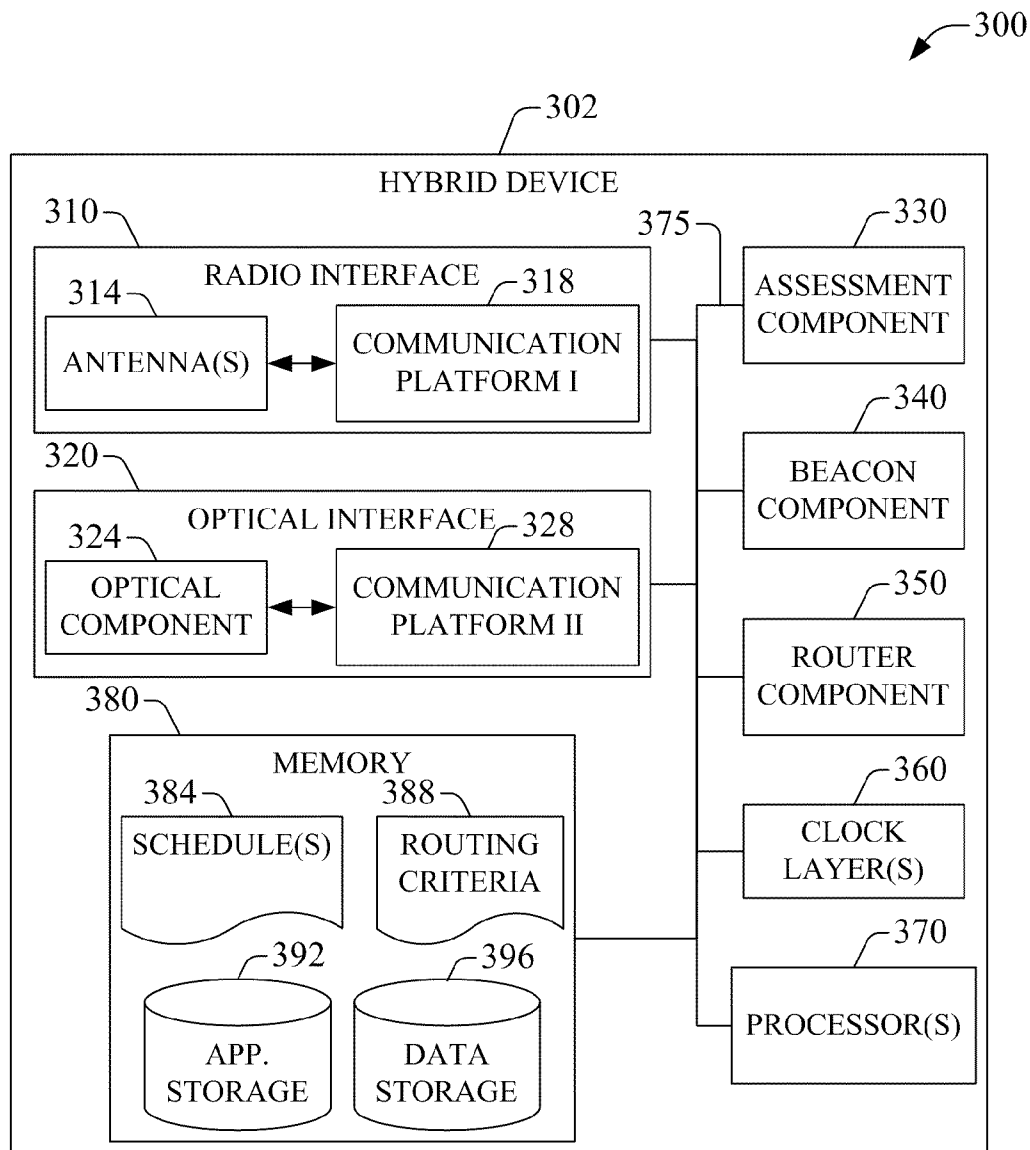 300
302
HYBRID DEVICE
310
RADIO INTERFACE
314
ANTENNA(S)
318
COMMUNICATION
PLATFORM I
375
330
ASSESSMENT
COMPONENT
320
OPTICAL INTERFACE
324
OPTICAL
COMPONENT
328
COMMUNICATION
PLATFORM II
340
BEACON
COMPONENT
350
ROUTER
COMPONENT
380
MEMORY
384
SCHEDULE(S)
388
ROUTING
CRITERIA
392
APP.
STORAGE
396
DATA
STORAGE
360
CLOCK
LAYER(S)
370
PROCESSOR(S)